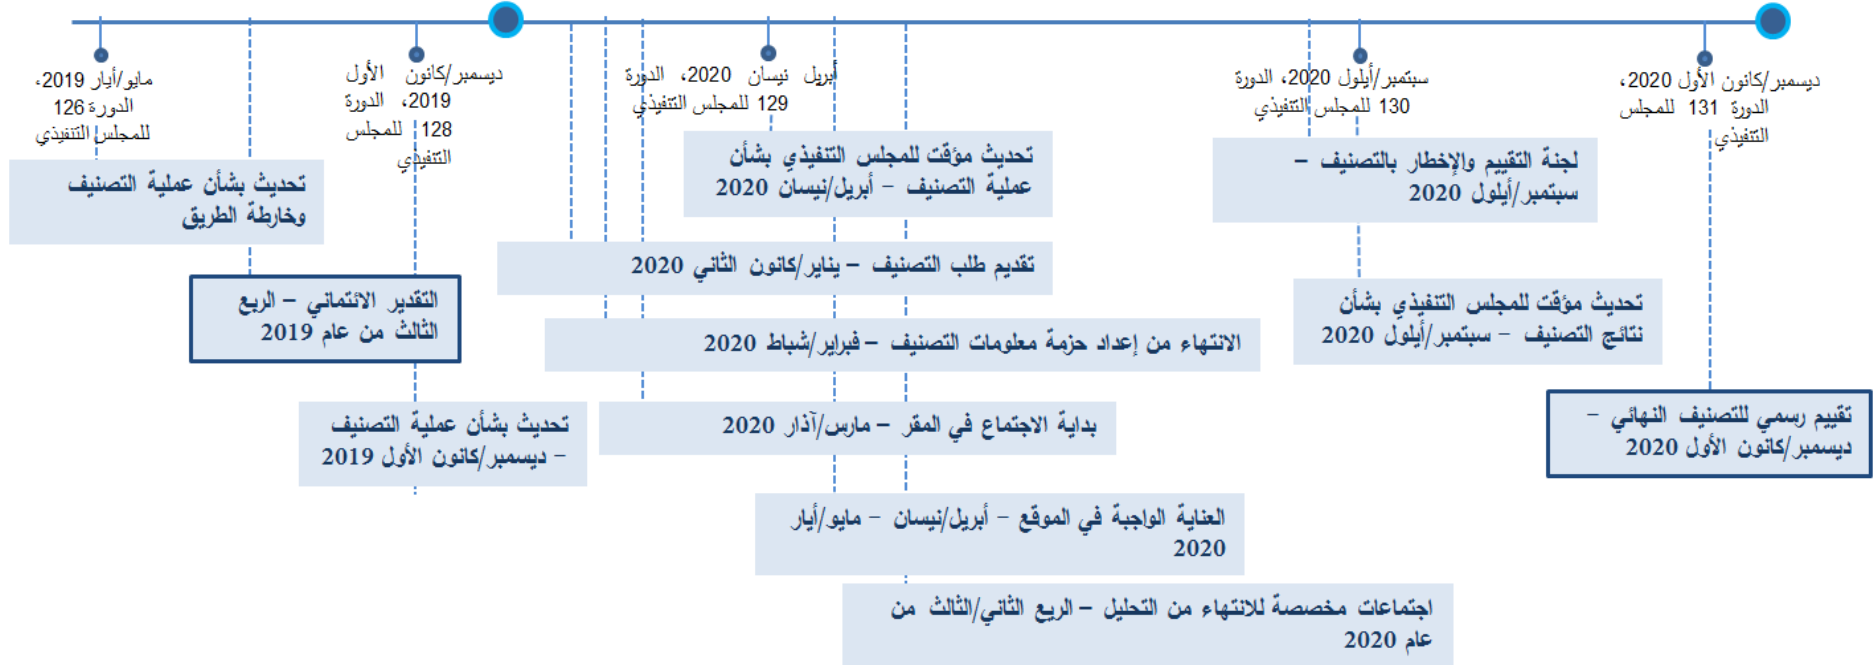 مايو/أيار 2019،
الدورة 126
للمجلس التنفيذي
ديسمبر/كانون الأول
2019، الدورة
128 للمجلس
التنفيذي
أبريل نيسان 2020، الدورة
129 للمجلس التنفيذي
سبتمبر/أيلول 2020، الدورة
130 للمجلس التنفيذي
ديسمبر/كانون الأول 2020،
الدورة 131 للمجلس
التنفيذي
تحديث بشأن عملية التصنيف
وخارطة الطريق
التقدير الائتماني – الربع
الثالث من عام 2019
تحديث بشأن عملية التصنيف
– ديسمبر/كانون الأول 2019
تحديث مؤقت للمجلس التنفيذي بشأن
عملية التصنيف – أبريل/نيسان 2020
تقديم طلب التصنيف – يناير/كانون الثاني 2020
الانتهاء من إعداد حزمة معلومات التصنيف – فبراير/شباط 2020
بداية الاجتماع في المقر – مارس/آذار 2020
العناية الواجبة في الموقع – أبريل/نيسان – مايو/أيار
2020
اجتماعات مخصصة للانتهاء من التحليل – الربع الثاني/الثالث من
عام 2020
لجنة التقييم والإخطار بالتصنيف –
سبتمبر/أيلول 2020
تحديث مؤقت للمجلس التنفيذي بشأن
نتائج التصنيف – سبتمبر/أيلول 2020
تقييم رسمي للتصنيف النهائي –
ديسمبر/كانون الأول 2020